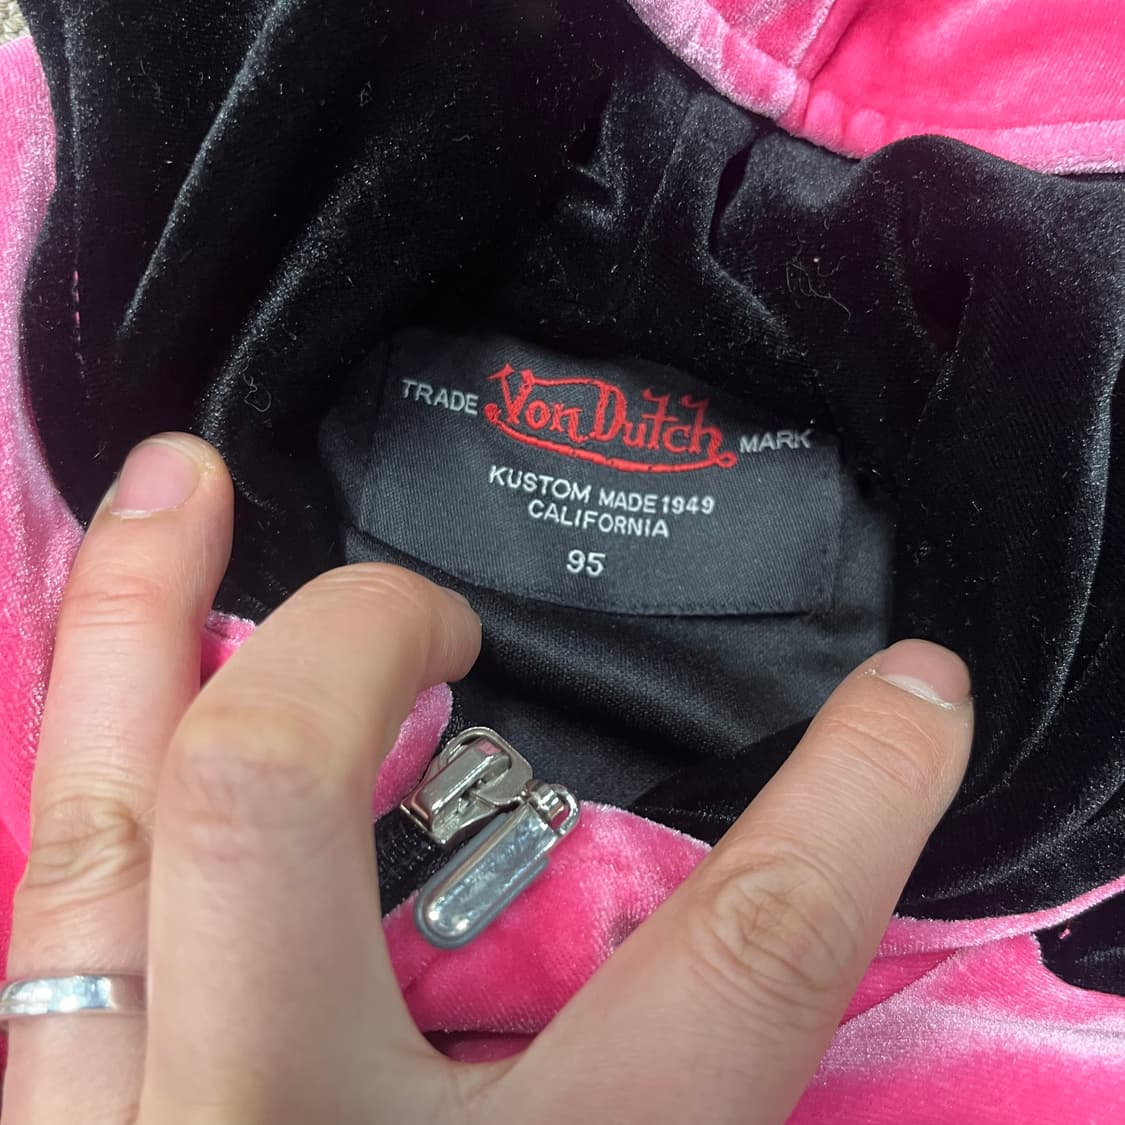 TRADE Von Dutch MARK
KUSTOM MADE 1949
CALIFORNIA
95